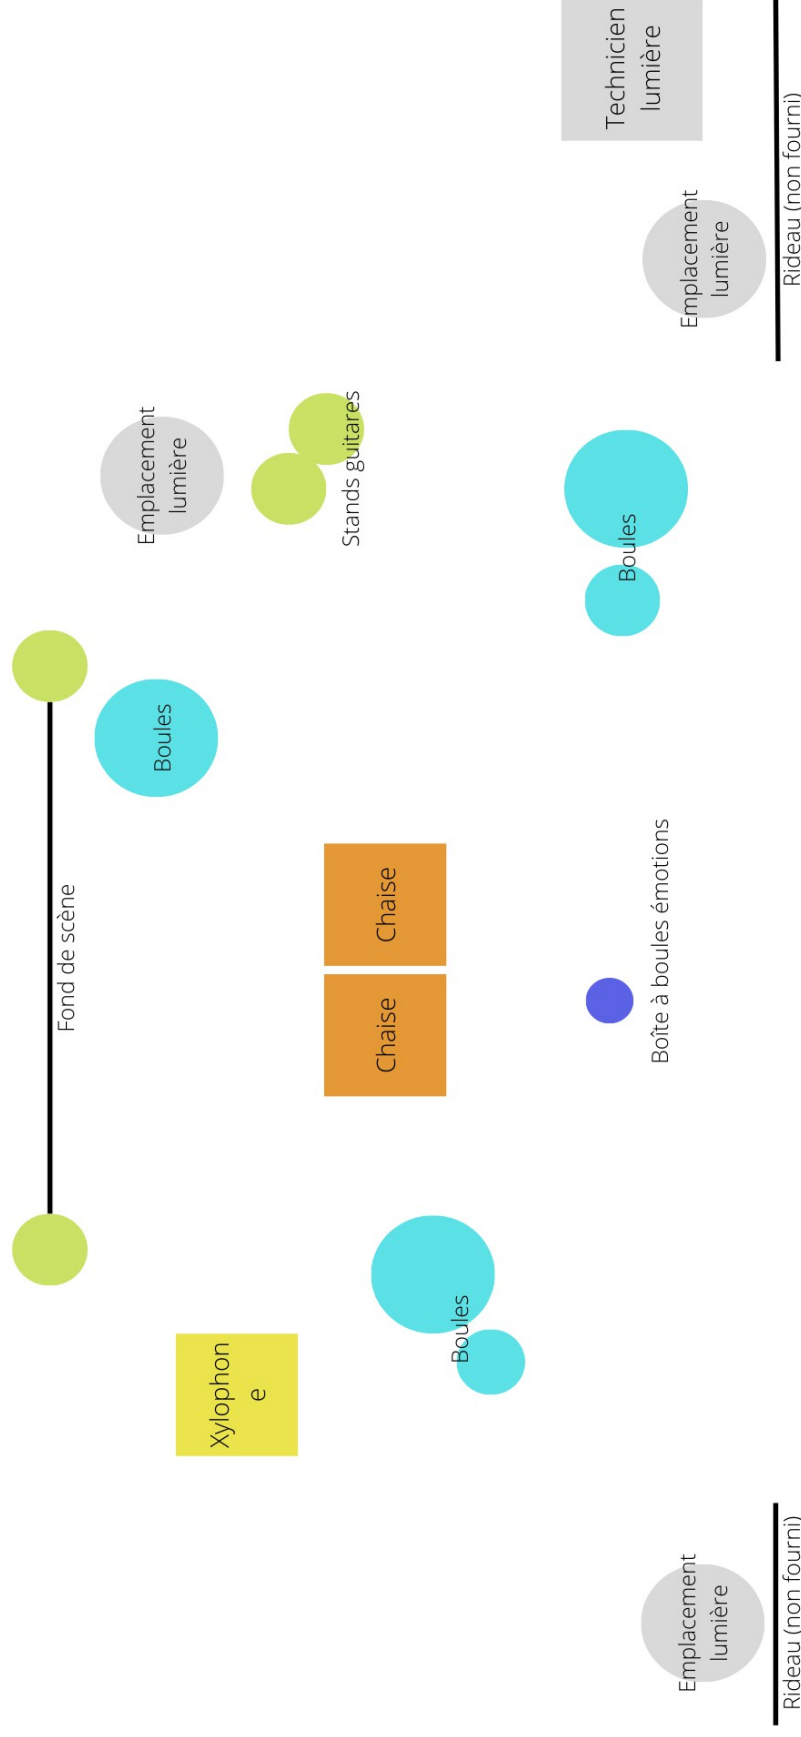 Fond de scène
Emplacement
lumière
Boules
Xylophon
e
Stands guitares
Chaise
Chaise
Boules
Boules
Boîte à boules émotions
Technicien
lumière
Emplacement
lumière
Emplacement
lumière
Rideau (non fourni)
Rideau (non fourni)